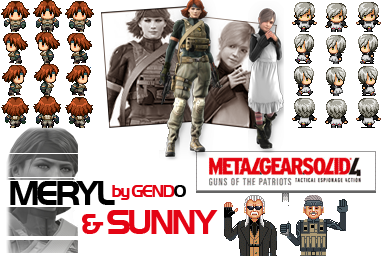 METAL GEAR SOLID 4
GUNS OF THE PATRIOTS TACTICAL ESPIONAGE ACTION
MERYL by GENDO
& SUNNY